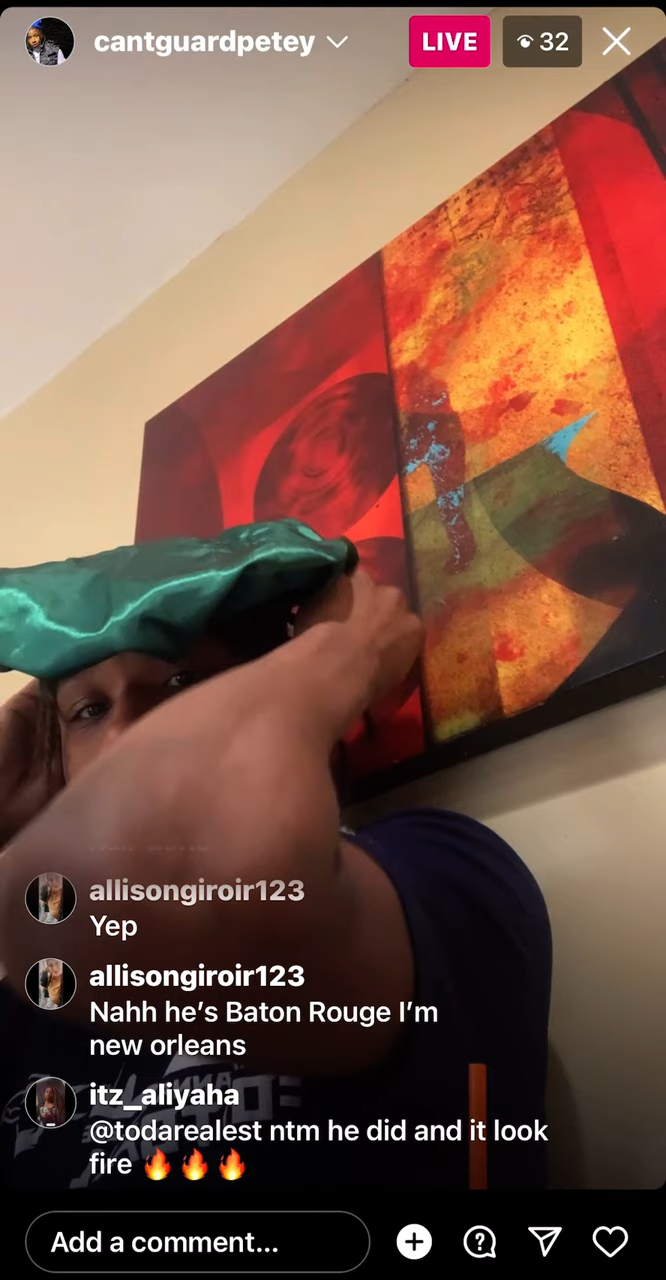 cantguardpetey
LIVE
32
allisongiroir123
Yep
allisongiroir123
Nahh he’s Baton Rouge I’m
new orleans
itz_aliyaha
@todarealest ntm he did and it look
fire 🔥🔥🔥
Add a comment...